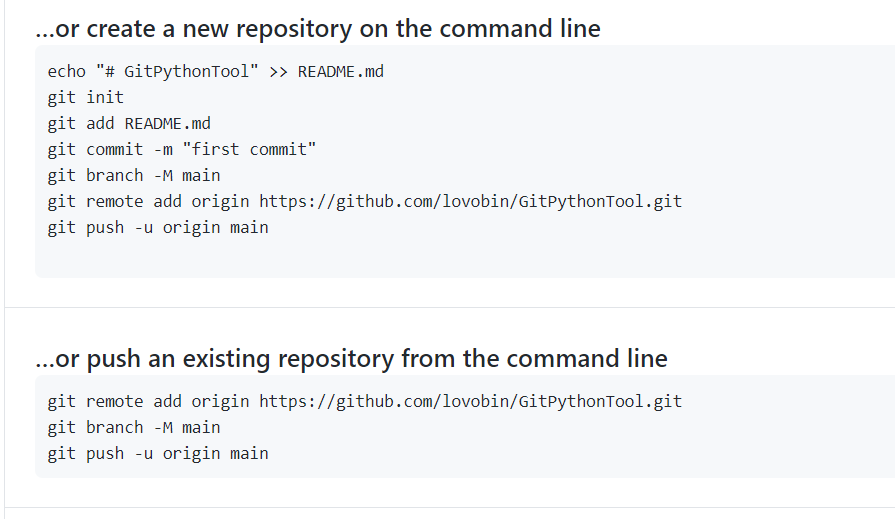 ...or create a new repository on the command line
echo "# GitPythonTool" >> README.md
git init
git add README.md
git commit -m "first commit"
git branch -M main
git remote add origin https://github.com/lovobin/GitPythonTool.git
git push -u origin main
...or push an existing repository from the command line
git remote add origin https://github.com/lovobin/GitPythonTool.git
git branch -M main
git push -u origin main